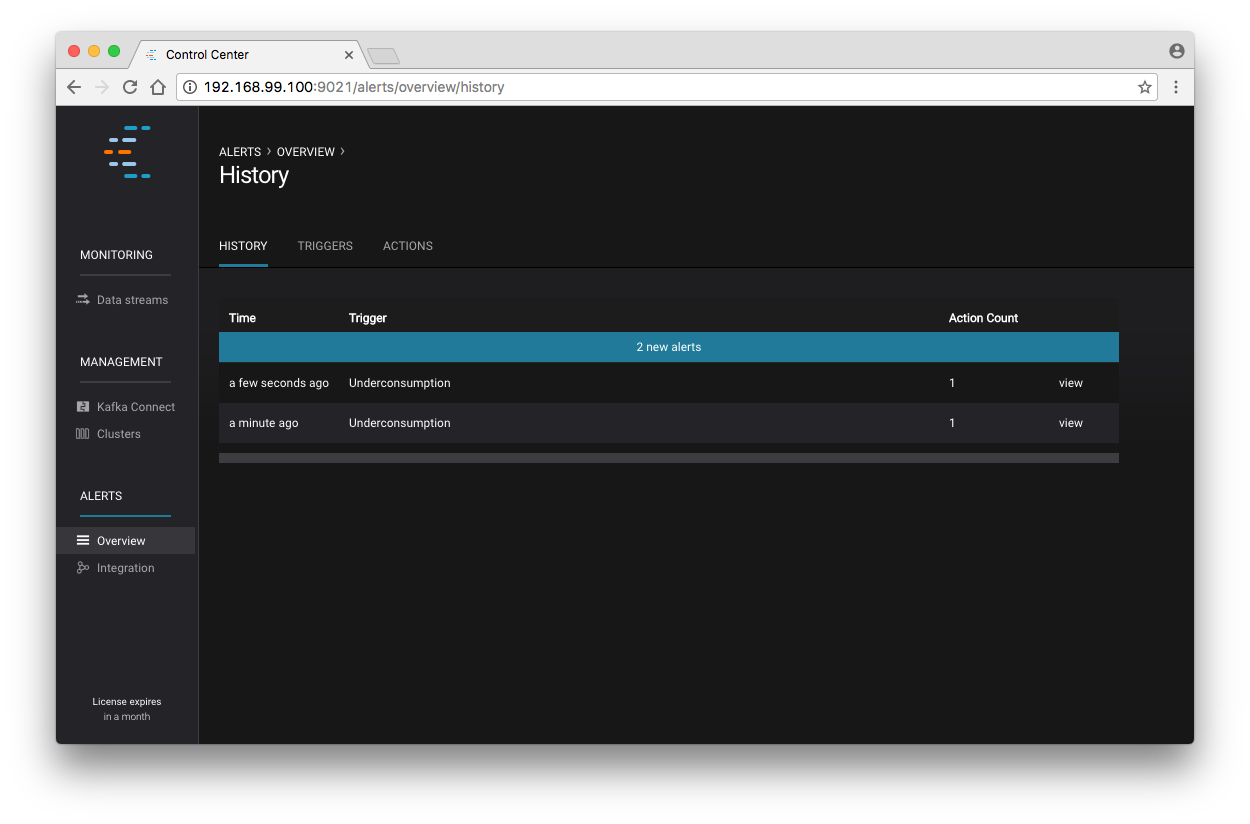 Control Center
192.168.99.100:9021/alerts/overview/history
ALERTS › OVERVIEW ›
History
HISTORY TRIGGERS ACTIONS
MONITORING
Data streams
MANAGEMENT
Kafka Connect
Clusters
ALERTS
Overview
Integration
License expires
in a month
Time Trigger Action Count
2 new alerts
a few seconds ago Underconsumption 1 view
a minute ago Underconsumption 1 view